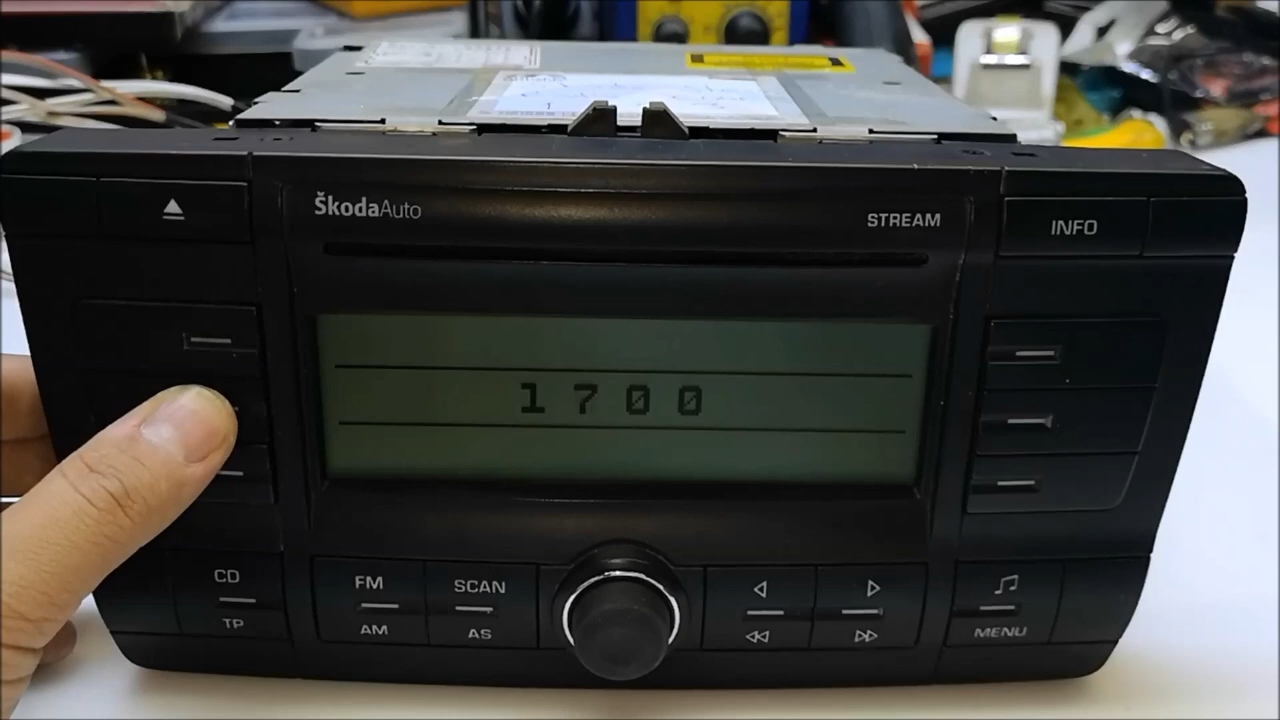 ŠkodaAuto
STREAM
INFO
1700
CD
TP
FM
AM
SCAN
AS
MENU